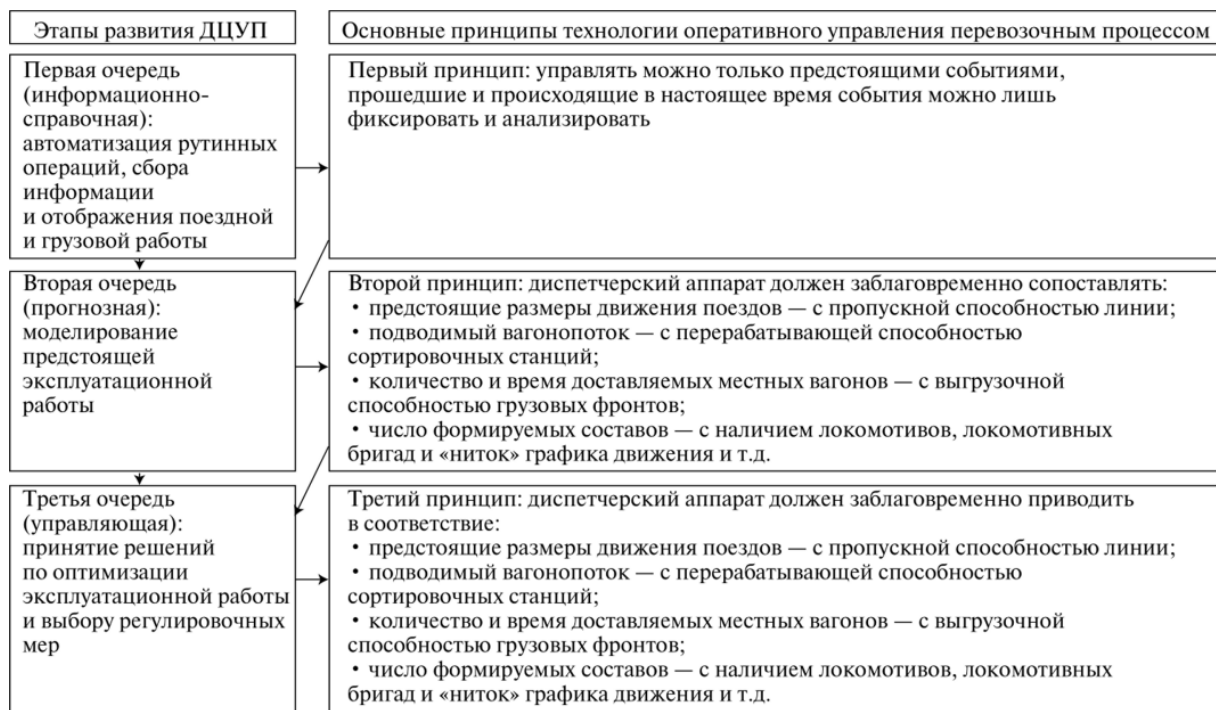 Этапы развития ДЦУП
Основные принципы технологии оперативного управления перевозочным процессом
Первая очередь
(информационно-
справочная):
автоматизация рутинных
операций, сбора
информации
и отображения поездной
и грузовой работы
Первый принцип: управлять можно только предстоящими событиями,
прошедшие и происходящие в настоящее время события можно лишь
фиксировать и анализировать
Вторая очередь
(прогнозная):
моделирование
предстоящей
эксплуатационной
работы
Второй принцип: диспетчерский аппарат должен заблаговременно сопоставлять:
• предстоящие размеры движения поездов — с пропускной способностью линии;
• подводимый вагонопоток — с перерабатывающей способностью
сортировочных станций;
• количество и время доставляемых местных вагонов — с выгрузочной
способностью грузовых фронтов;
• число формируемых составов — с наличием локомотивов, локомотивных
бригад и «ниток» графика движения и т.д.
Третья очередь
(управляющая):
принятие решений
по оптимизации
эксплуатационной работы
и выбору регулировочных
мер
Третий принцип: диспетчерский аппарат должен заблаговременно приводить
в соответствие:
• предстоящие размеры движения поездов — с пропускной способностью линии;
• подводимый вагонопоток — с перерабатывающей способностью
сортировочных станций;
• количество и время доставляемых местных вагонов — с выгрузочной
способностью грузовых фронтов;
• число формируемых составов — с наличием локомотивов, локомотивных
бригад и «ниток» графика движения и т.д.